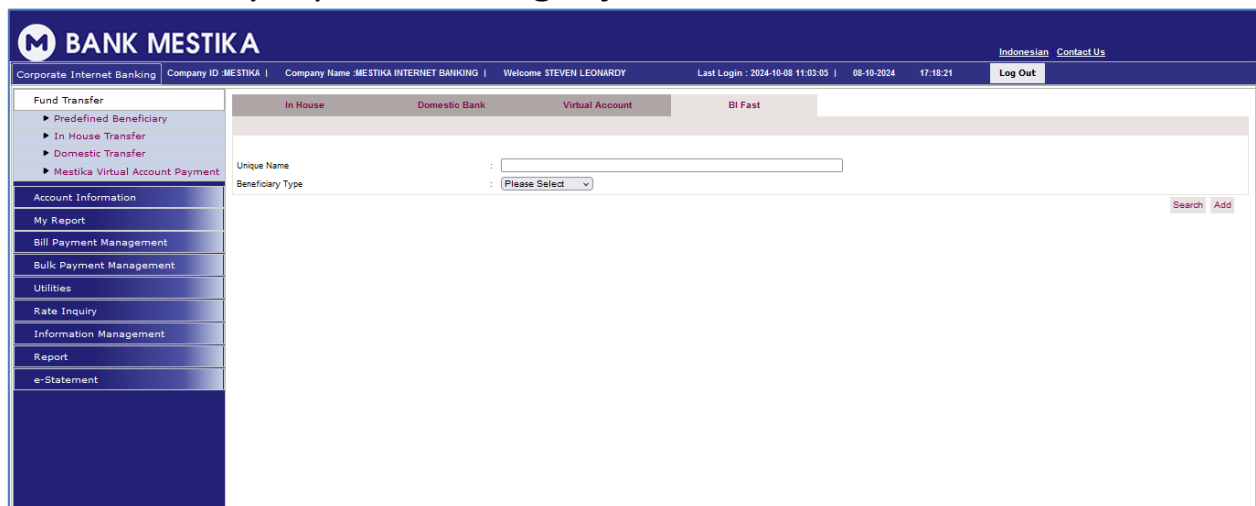 M BANK MESTIKA
Indonesian Contact Us
Corporate Internet Banking Company ID :MESTIKA | Company Name :MESTIKA INTERNET BANKING | Welcome STEVEN LEONARDY Last Login : 2024-10-08 11:03:05 | 08-10-2024 17:18:21 Log Out
Fund Transfer
Predefined Beneficiary
In House Transfer
Domestic Transfer
Mestika Virtual Account Payment
Account Information
My Report
Bill Payment Management
Bulk Payment Management
Utilities
Rate Inquiry
Information Management
Report
e-Statement
In House Domestic Bank Virtual Account BI Fast
Unique Name :
Beneficiary Type : Please Select
Search Add